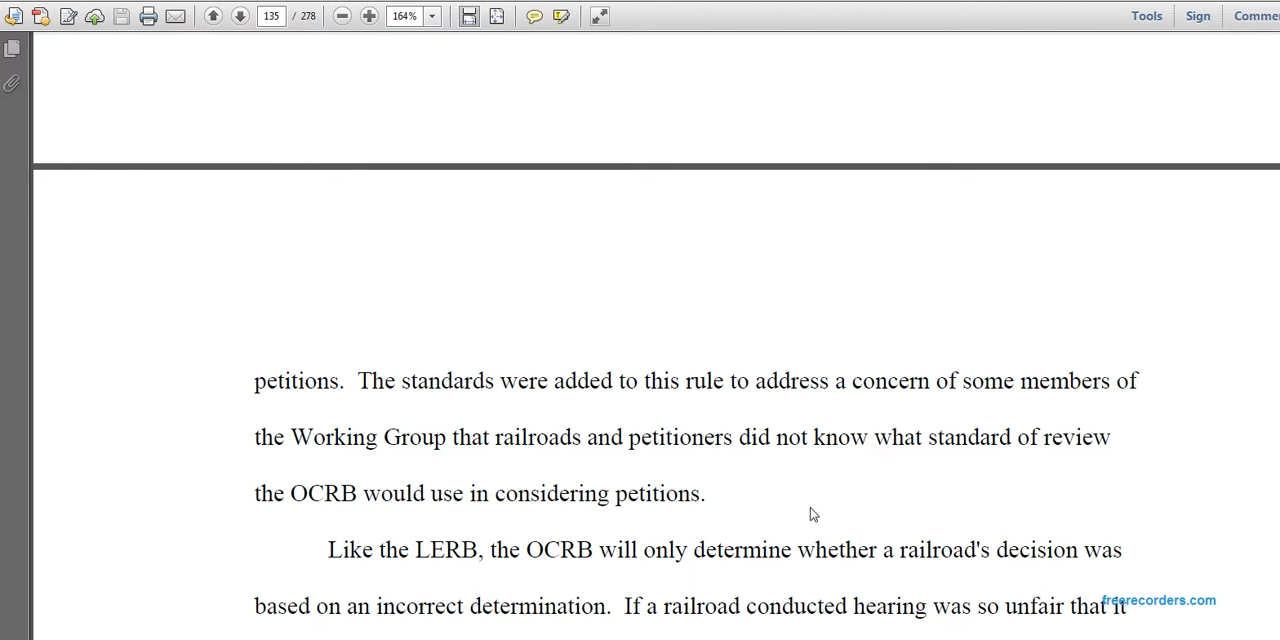 135 / 278 164% Tools Sign Comme
petitions. The standards were added to this rule to address a concern of some members of
the Working Group that railroads and petitioners did not know what standard of review
the OCRB would use in considering petitions.
Like the LERB, the OCRB will only determine whether a railroad's decision was
based on an incorrect determination. If a railroad conducted hearing was so unfair that it
freerecorders.com